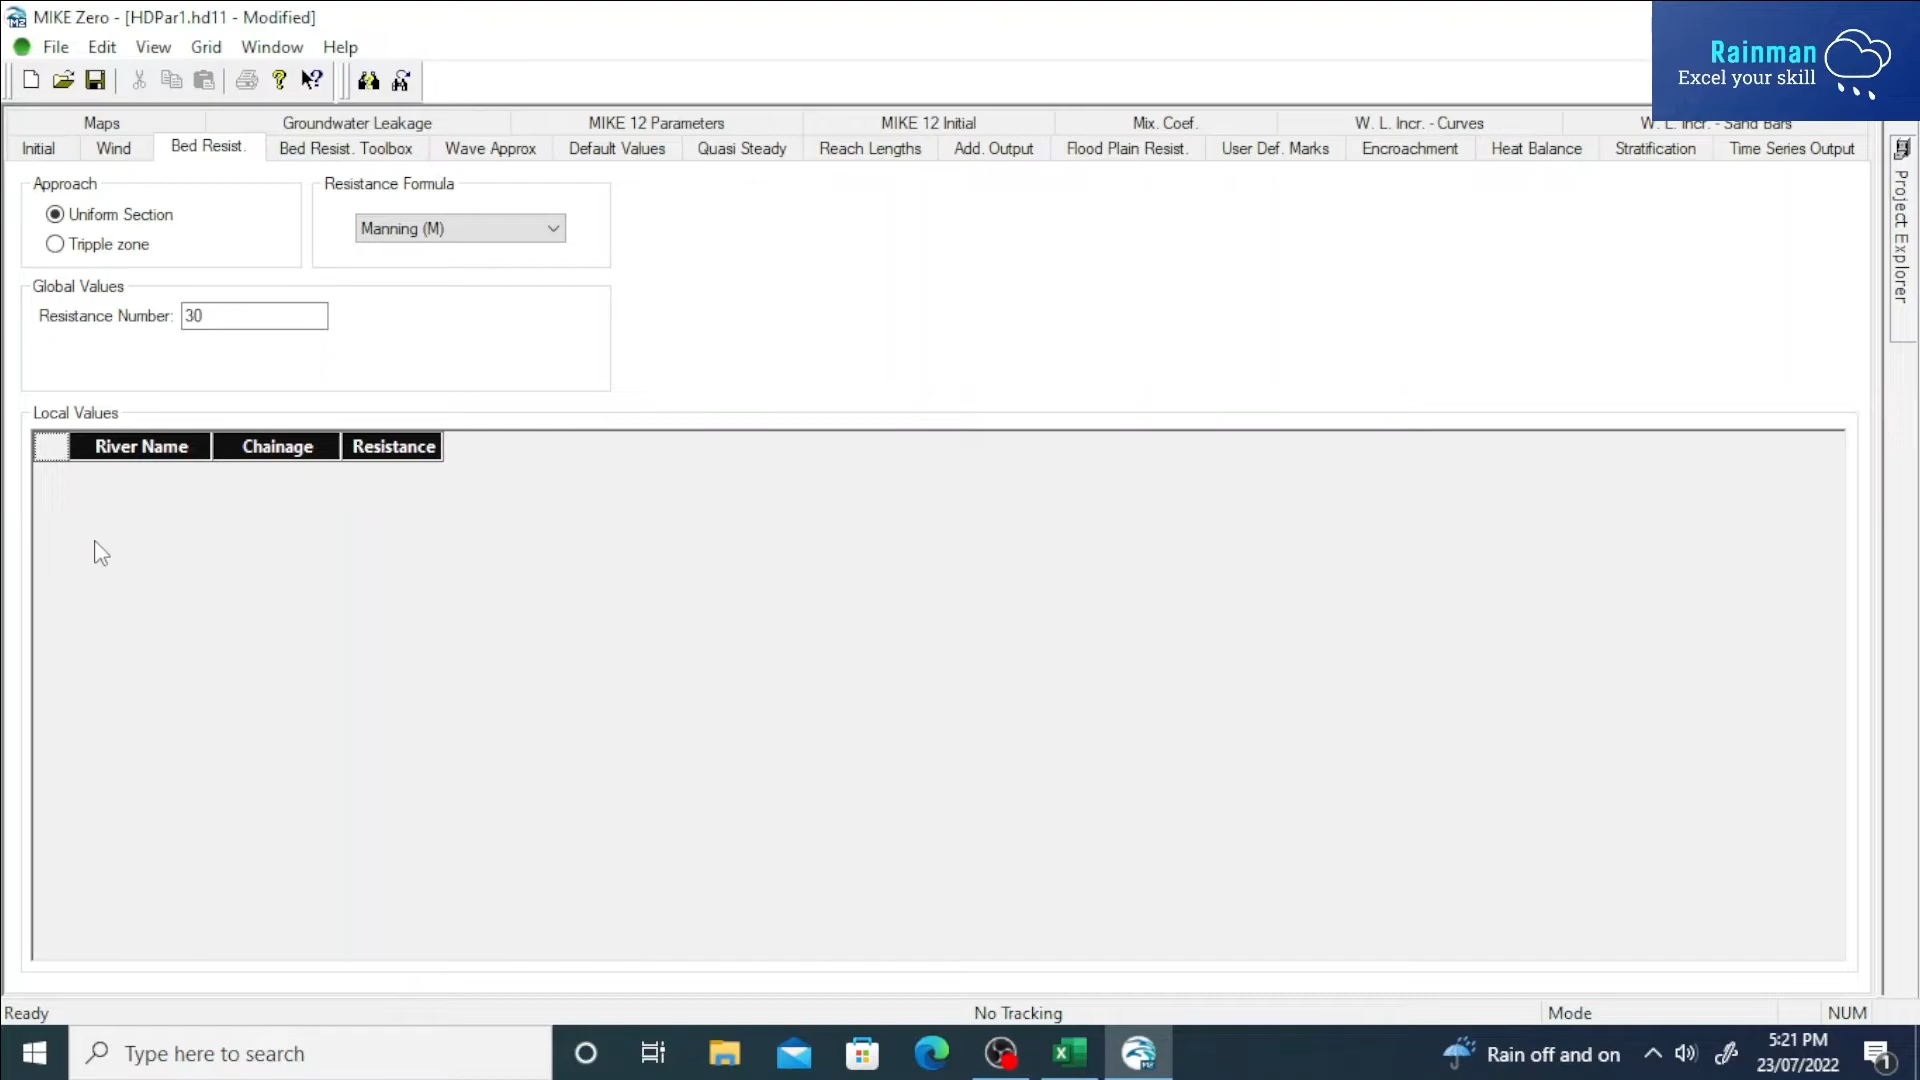 MIKE Zero - [HDPar1.hd11 - Modified]
File Edit View Grid Window Help
Rainman
Excel your skill
Maps Groundwater Leakage MIKE 12 Parameters MIKE 12 Initial Mix. Coef. W. L. Incr. - Curves W. L. Incr. - Sand Bars
Initial Wind Bed Resist. Bed Resist. Toolbox Wave Approx Default Values Quasi Steady Reach Lengths Add. Output Flood Plain Resist. User Def. Marks Encroachment Heat Balance Stratification Time Series Output
Project Explorer
Approach
Uniform Section
Tripple zone
Resistance Formula
Manning (M)
Global Values
Resistance Number: 30
Local Values
River Name Chainage Resistance
Ready No Tracking Mode NUM
Type here to search
Rain off and on
5:21 PM
23/07/2022
1